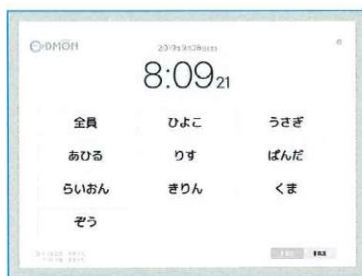 CoDMON
8:09 21
全員 ひよこ うさぎ
あひる りす ぱんだ
らいおん きりん くま
ぞう